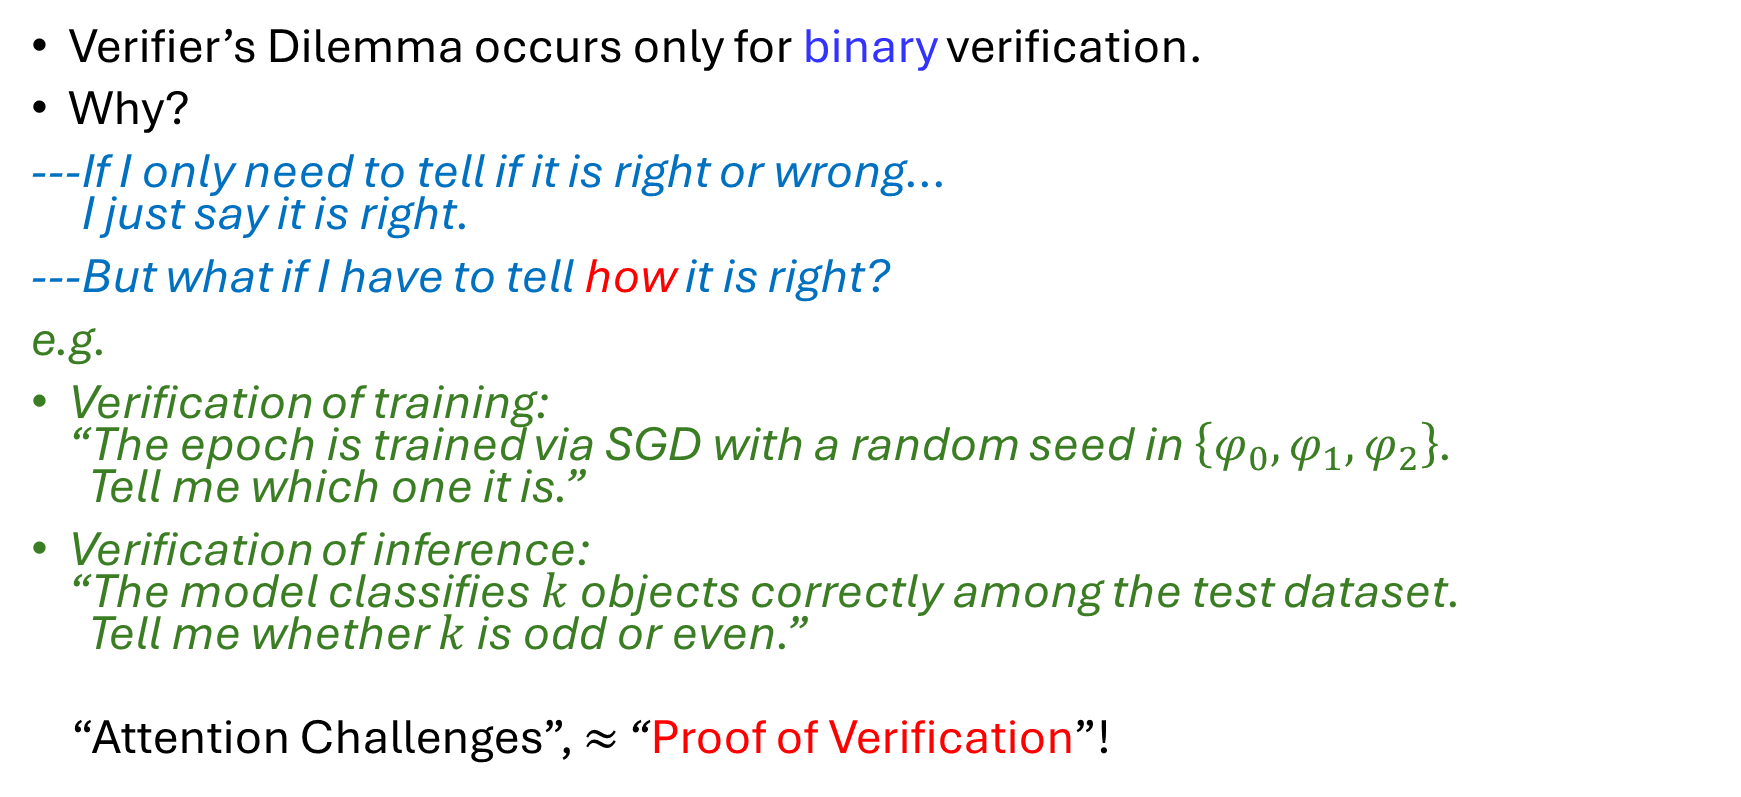 • Verifier’s Dilemma occurs only for binary verification.
• Why?
---If I only need to tell if it is right or wrong…
I just say it is right.
---But what if I have to tell how it is right?
e.g.
• Verification of training:
“The epoch is trained via SGD with a random seed in {φ₀, φ₁, φ₂}.
Tell me which one it is.”
• Verification of inference:
“The model classifies k objects correctly among the test dataset.
Tell me whether k is odd or even.”
“Attention Challenges”, ≈ “Proof of Verification”!